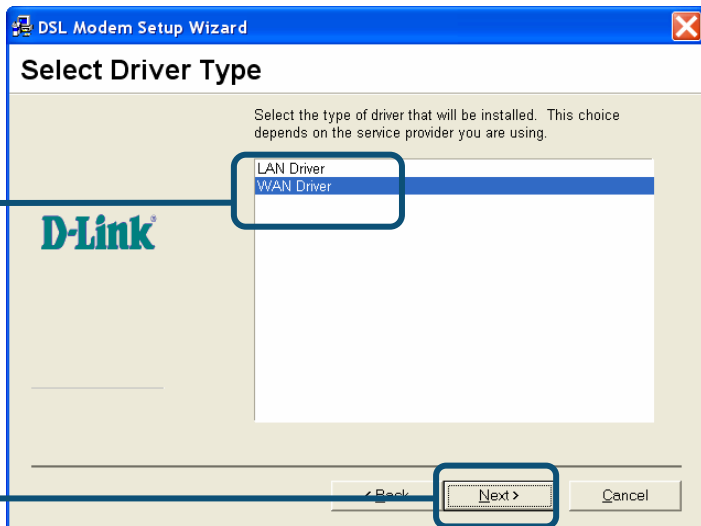 DSL Modem Setup Wizard
Select Driver Type
Select the type of driver that will be installed. This choice
depends on the service provider you are using.
LAN Driver
WAN Driver
D-Link
< Back
Next >
Cancel